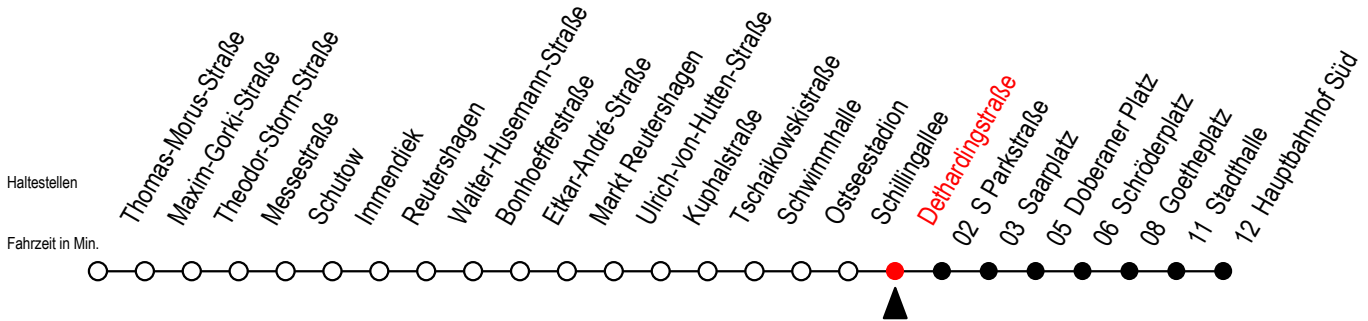 Haltestellen
Fahrzeit in Min.
Thomas-Morus-Straße
Maxim-Gorki-Straße
Theodor-Storm-Straße
Messestraße
Schutow
Immendiek
Reutershagen
Walter-Husemann-Straße
Bonhoefferstraße
Etkar-André-Straße
Markt Reutershagen
Ulrich-von-Hutten-Straße
Kuphalstraße
Tschaikowskistraße
Schwimmhalle
Ostseestadion
Schillingallee
Dethardingstraße
02 S Parkstraße
03 Saarplatz
05 Doberaner Platz
06 Schröderplatz
08 Goetheplatz
11 Stadthalle
12 Hauptbahnhof Süd